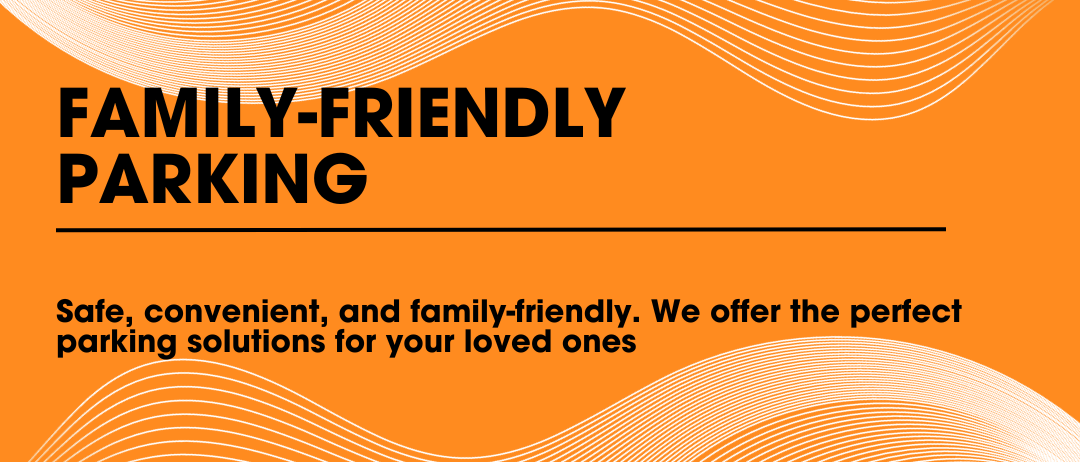 FAMILY-FRIENDLY
PARKING
Safe, convenient, and family-friendly. We offer the perfect
parking solutions for your loved ones